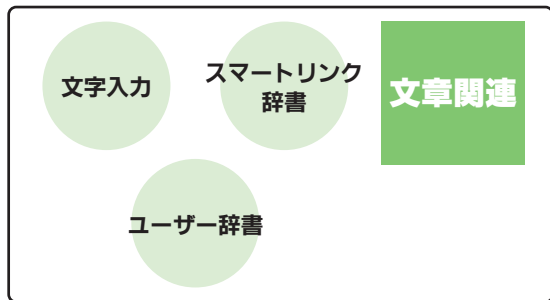 文字入力
スマートリンク
辞書
文章関連
ユーザー辞書